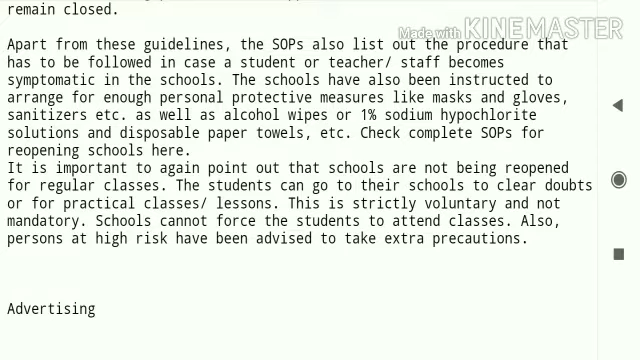 remain closed.
Made with KINEMASTER
Apart from these guidelines, the SOPs also list out the procedure that
has to be followed in case a student or teacher/ staff becomes
symptomatic in the schools. The schools have also been instructed to
arrange for enough personal protective measures like masks and gloves,
sanitizers etc. as well as alcohol wipes or 1% sodium hypochlorite
solutions and disposable paper towels, etc. Check complete SOPs for
reopening schools here.
It is important to again point out that schools are not being reopened
for regular classes. The students can go to their schools to clear doubts
or for practical classes/ lessons. This is strictly voluntary and not
mandatory. Schools cannot force the students to attend classes. Also,
persons at high risk have been advised to take extra precautions.
Advertising